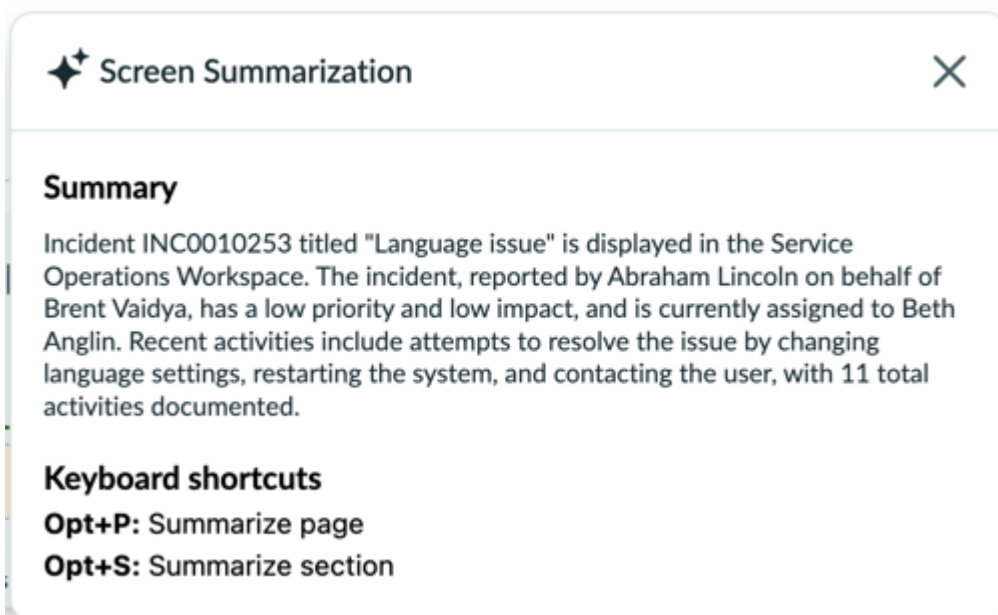 Screen Summarization
Summary
Incident INC0010253 titled "Language issue" is displayed in the Service
Operations Workspace. The incident, reported by Abraham Lincoln on behalf of
Brent Vaidya, has a low priority and low impact, and is currently assigned to Beth
Anglin. Recent activities include attempts to resolve the issue by changing
language settings, restarting the system, and contacting the user, with 11 total
activities documented.
Keyboard shortcuts
Opt+P: Summarize page
Opt+S: Summarize section